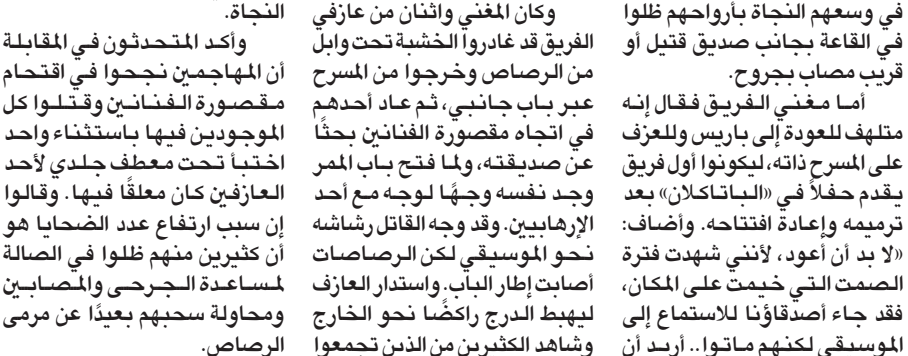 في وسعهم النجاة بأرواحهم ظلوا
في القاعة بجانب صديق قتيل أو
قريب مصاب بجروح.
أما مغني الفريق فقال إنه
متلهف للعودة إلى باريس وللعزف
على المسرح ذاته، ليكونوا أول فريق
يقدم حفلاً في «الباتاكلان» بعد
ترميمه وإعادة افتتاحه. وأضاف:
«لا بد أن أعود، لأنني شهدت فترة
الصمت التي خيمت على المكان،
فقد جاء أصدقاؤنا للاستماع إلى
الموسيقى لكنهم ماتوا.. أريد أن
وكان المغني واثنان من عازفي
الفريق قد غادروا الخشبة تحت وابل
من الرصاص وخرجوا من المسرح
عبر باب جانبي، ثم عاد أحدهم
في اتجاه مقصورة الفنانين بحثًا
عن صديقته، ولما فتح باب الممر
وجد نفسه وجهًا لوجه مع أحد
الإرهابيين. وقد وجه القاتل رشاشه
نحو الموسيقي لكن الرصاصات
أصابت إطار الباب. واستدار العازف
ليهبط الدرج راكضًا نحو الخارج
وشاهد الكثيرين من الذين تجمعوا
النجاة.
وأكد المتحدثون في المقابلة
أن المهاجمين نجحوا في اقتحام
مقصورة الفنانين وقتلوا كل
الموجودين فيها باستثناء واحد
اختبأ تحت معطف جلدي لأحد
العازفين كان معلقًا فيها. وقالوا
إن سبب ارتفاع عدد الضحايا هو
أن كثيرين منهم ظلوا في الصالة
لمساعدة الجرحى والمصابين
ومحاولة سحبهم بعيدًا عن مرمى
الرصاص.